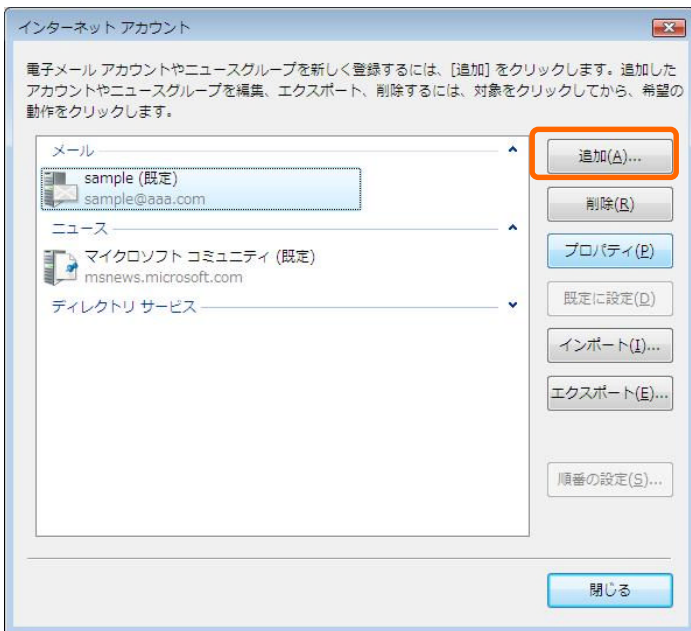 インターネット アカウント
電子メール アカウントやニュースグループを新しく登録するには、[追加] をクリックします。追加した
アカウントやニュースグループを編集、エクスポート、削除するには、対象をクリックしてから、希望の
動作をクリックします。
メール
sample (既定)
sample@aaa.com
ニュース
マイクロソフト コミュニティ (既定)
msnews.microsoft.com
ディレクトリ サービス
追加(A)...
削除(R)
プロパティ(P)
既定に設定(D)
インポート(I)...
エクスポート(E)...
順番の設定(S)...
閉じる